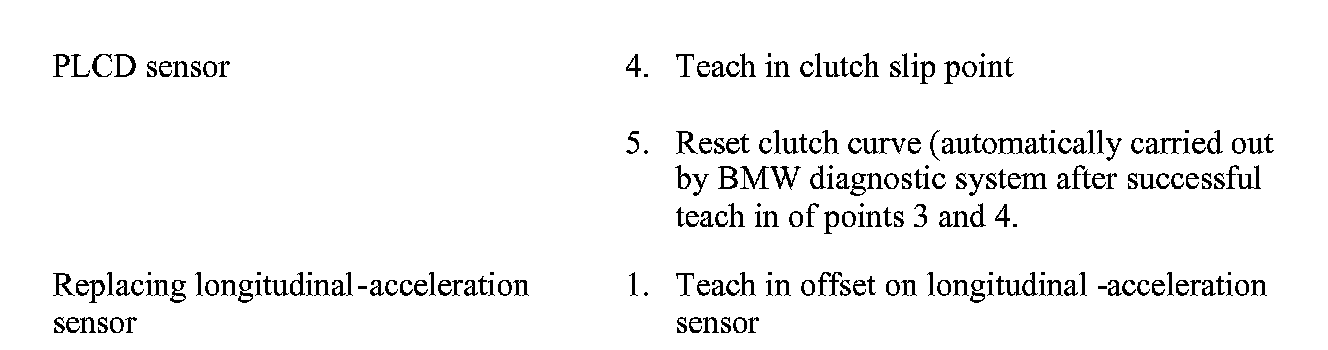 PLCD sensor
4. Teach in clutch slip point
5. Reset clutch curve (automatically carried out
by BMW diagnostic system after successful
teach in of points 3 and 4.
Replacing longitudinal-acceleration
sensor
1. Teach in offset on longitudinal -acceleration
sensor